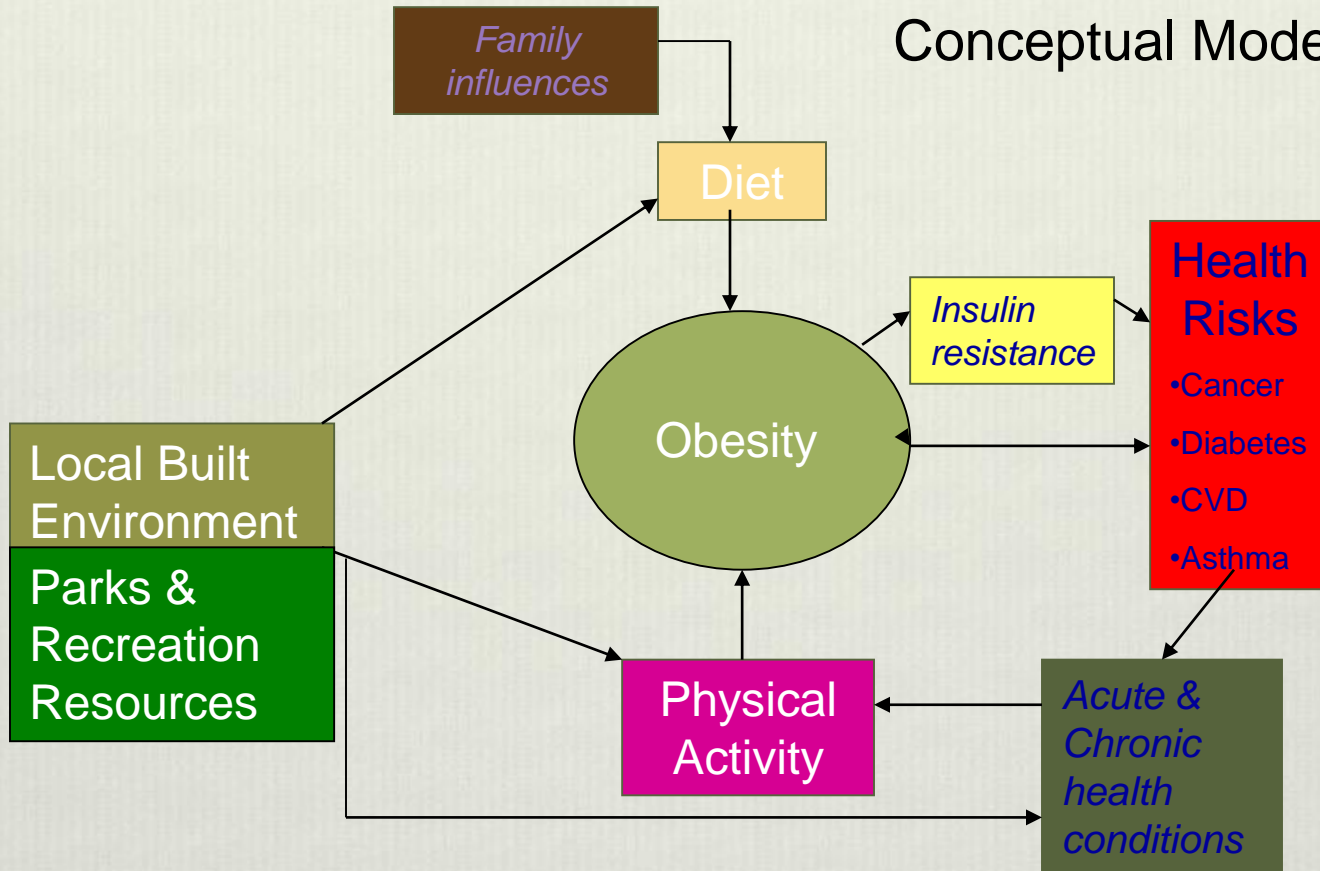 Conceptual Mode
Family
influences
Diet
Insulin
resistance
Health
Risks
•Cancer
•Diabetes
•CVD
•Asthma
Obesity
Local Built
Environment
Parks &
Recreation
Resources
Physical
Activity
Acute &
Chronic
health
conditions